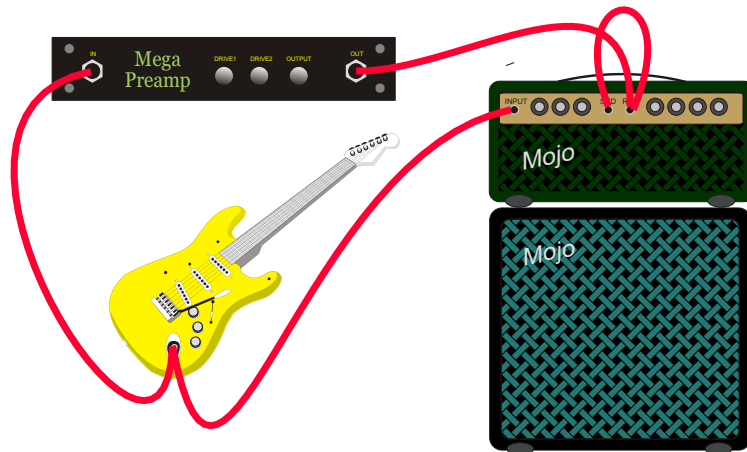 IN
Mega
Preamp
DRIVE1 DRIVE2 OUTPUT
OUT
INPUT
Mojo
Mojo